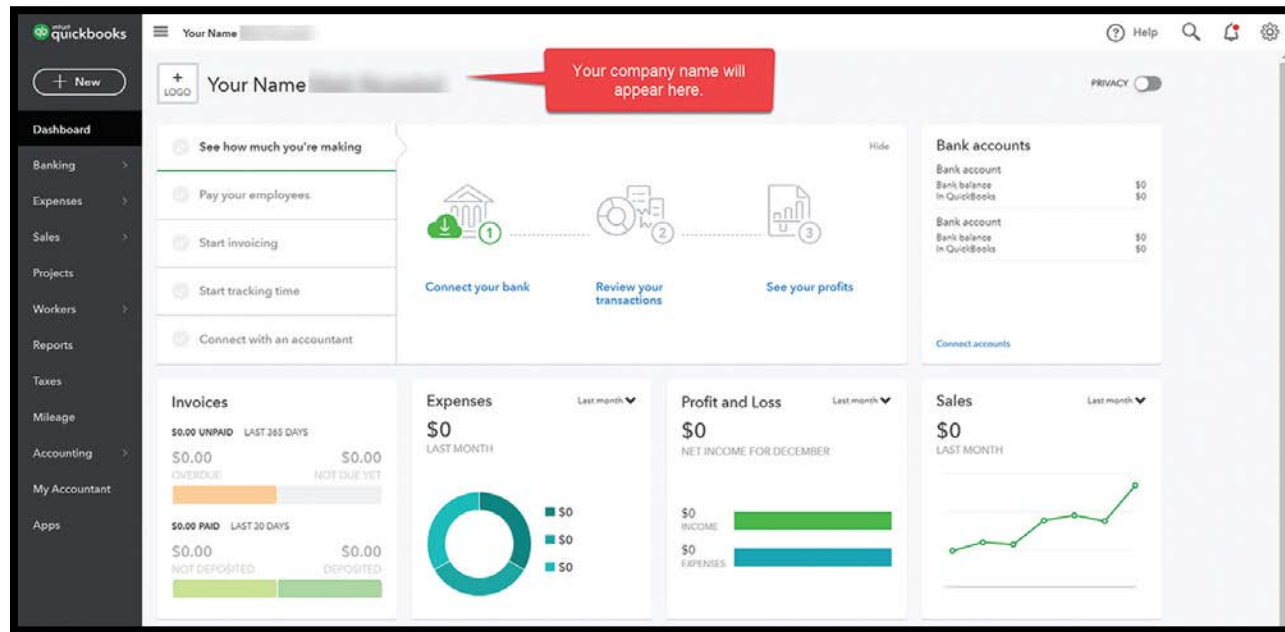 intuit
quickbooks
Your Name
Help
+ New
+
LOGO
Your Name
Your company name will
appear here.
PRIVACY
Dashboard
Banking
Expenses
Sales
Projects
Workers
Reports
Taxes
Mileage
Accounting
My Accountant
Apps
See how much you're making
Pay your employees
Start invoicing
Start tracking time
Connect with an accountant
Hide
1
2
3
Connect your bank
Review your
transactions
See your profits
Bank accounts
Bank account
Bank balance $0
In QuickBooks $0
Bank account
Bank balance $0
In QuickBooks $0
Connect accounts
Invoices
$0.00 UNPAID LAST 365 DAYS
$0.00 $0.00
OVERDUE NOT DUE YET
$0.00 PAID LAST 30 DAYS
$0.00 $0.00
NOT DEPOSITED DEPOSITED
Expenses Last month
$0
LAST MONTH
$0
$0
$0
Profit and Loss Last month
$0
NET INCOME FOR DECEMBER
$0
INCOME
$0
EXPENSES
Sales Last month
$0
LAST MONTH